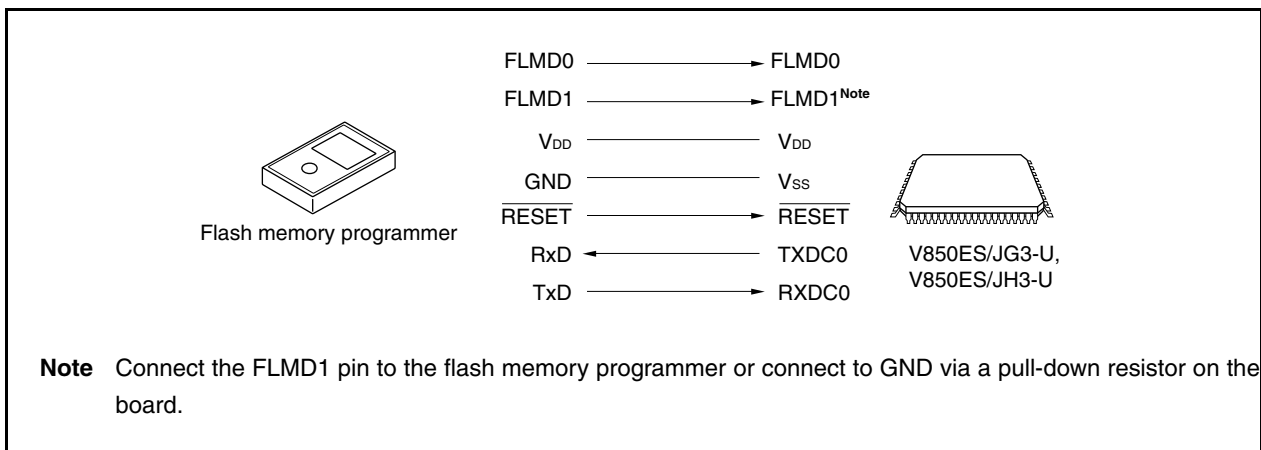 FLMD0 FLMD0
FLMD1 FLMD1Note
VDD VDD
GND VSS
RESET RESET
Flash memory programmer
RxD TXDC0
TxD RXDC0
V850ES/JG3-U,
V850ES/JH3-U
Note Connect the FLMD1 pin to the flash memory programmer or connect to GND via a pull-down resistor on the
board.